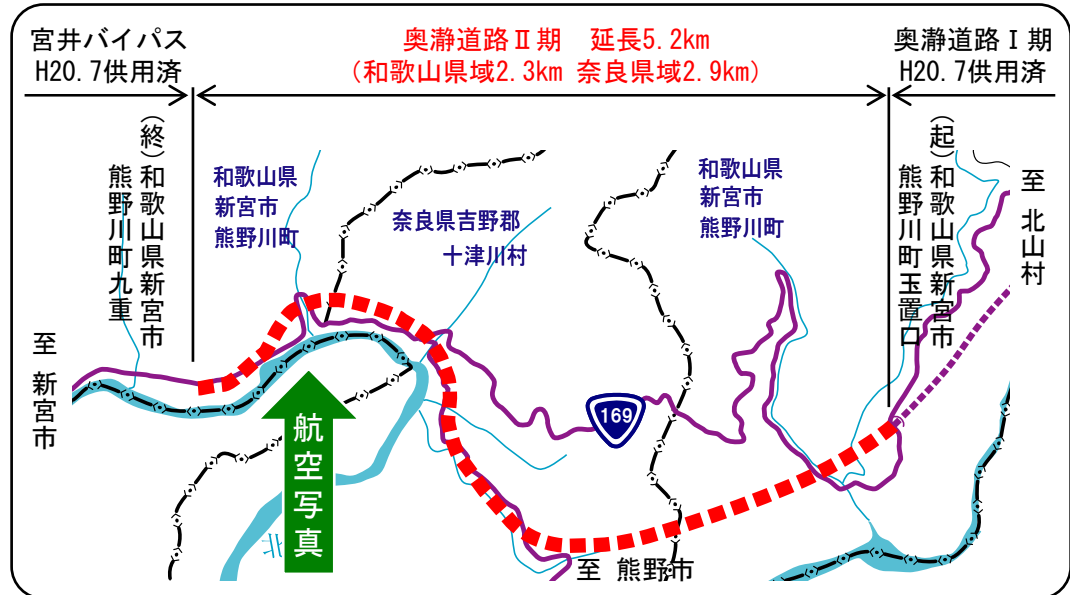 宮井バイパス
H20.7供用済
奥瀞道路Ⅱ期 延長5.2km
(和歌山県域2.3km 奈良県域2.9km)
奥瀞道路Ⅰ期
H20.7供用済
(終)和歌山県新宮市
熊野川町九重
和歌山県
新宮市
熊野川町
奈良県吉野郡
十津川村
和歌山県
新宮市
熊野川町
(起)和歌山県新宮市
熊野川町玉置口
至 北山村
至 新宮市
169
航空写真
北
至 熊野市